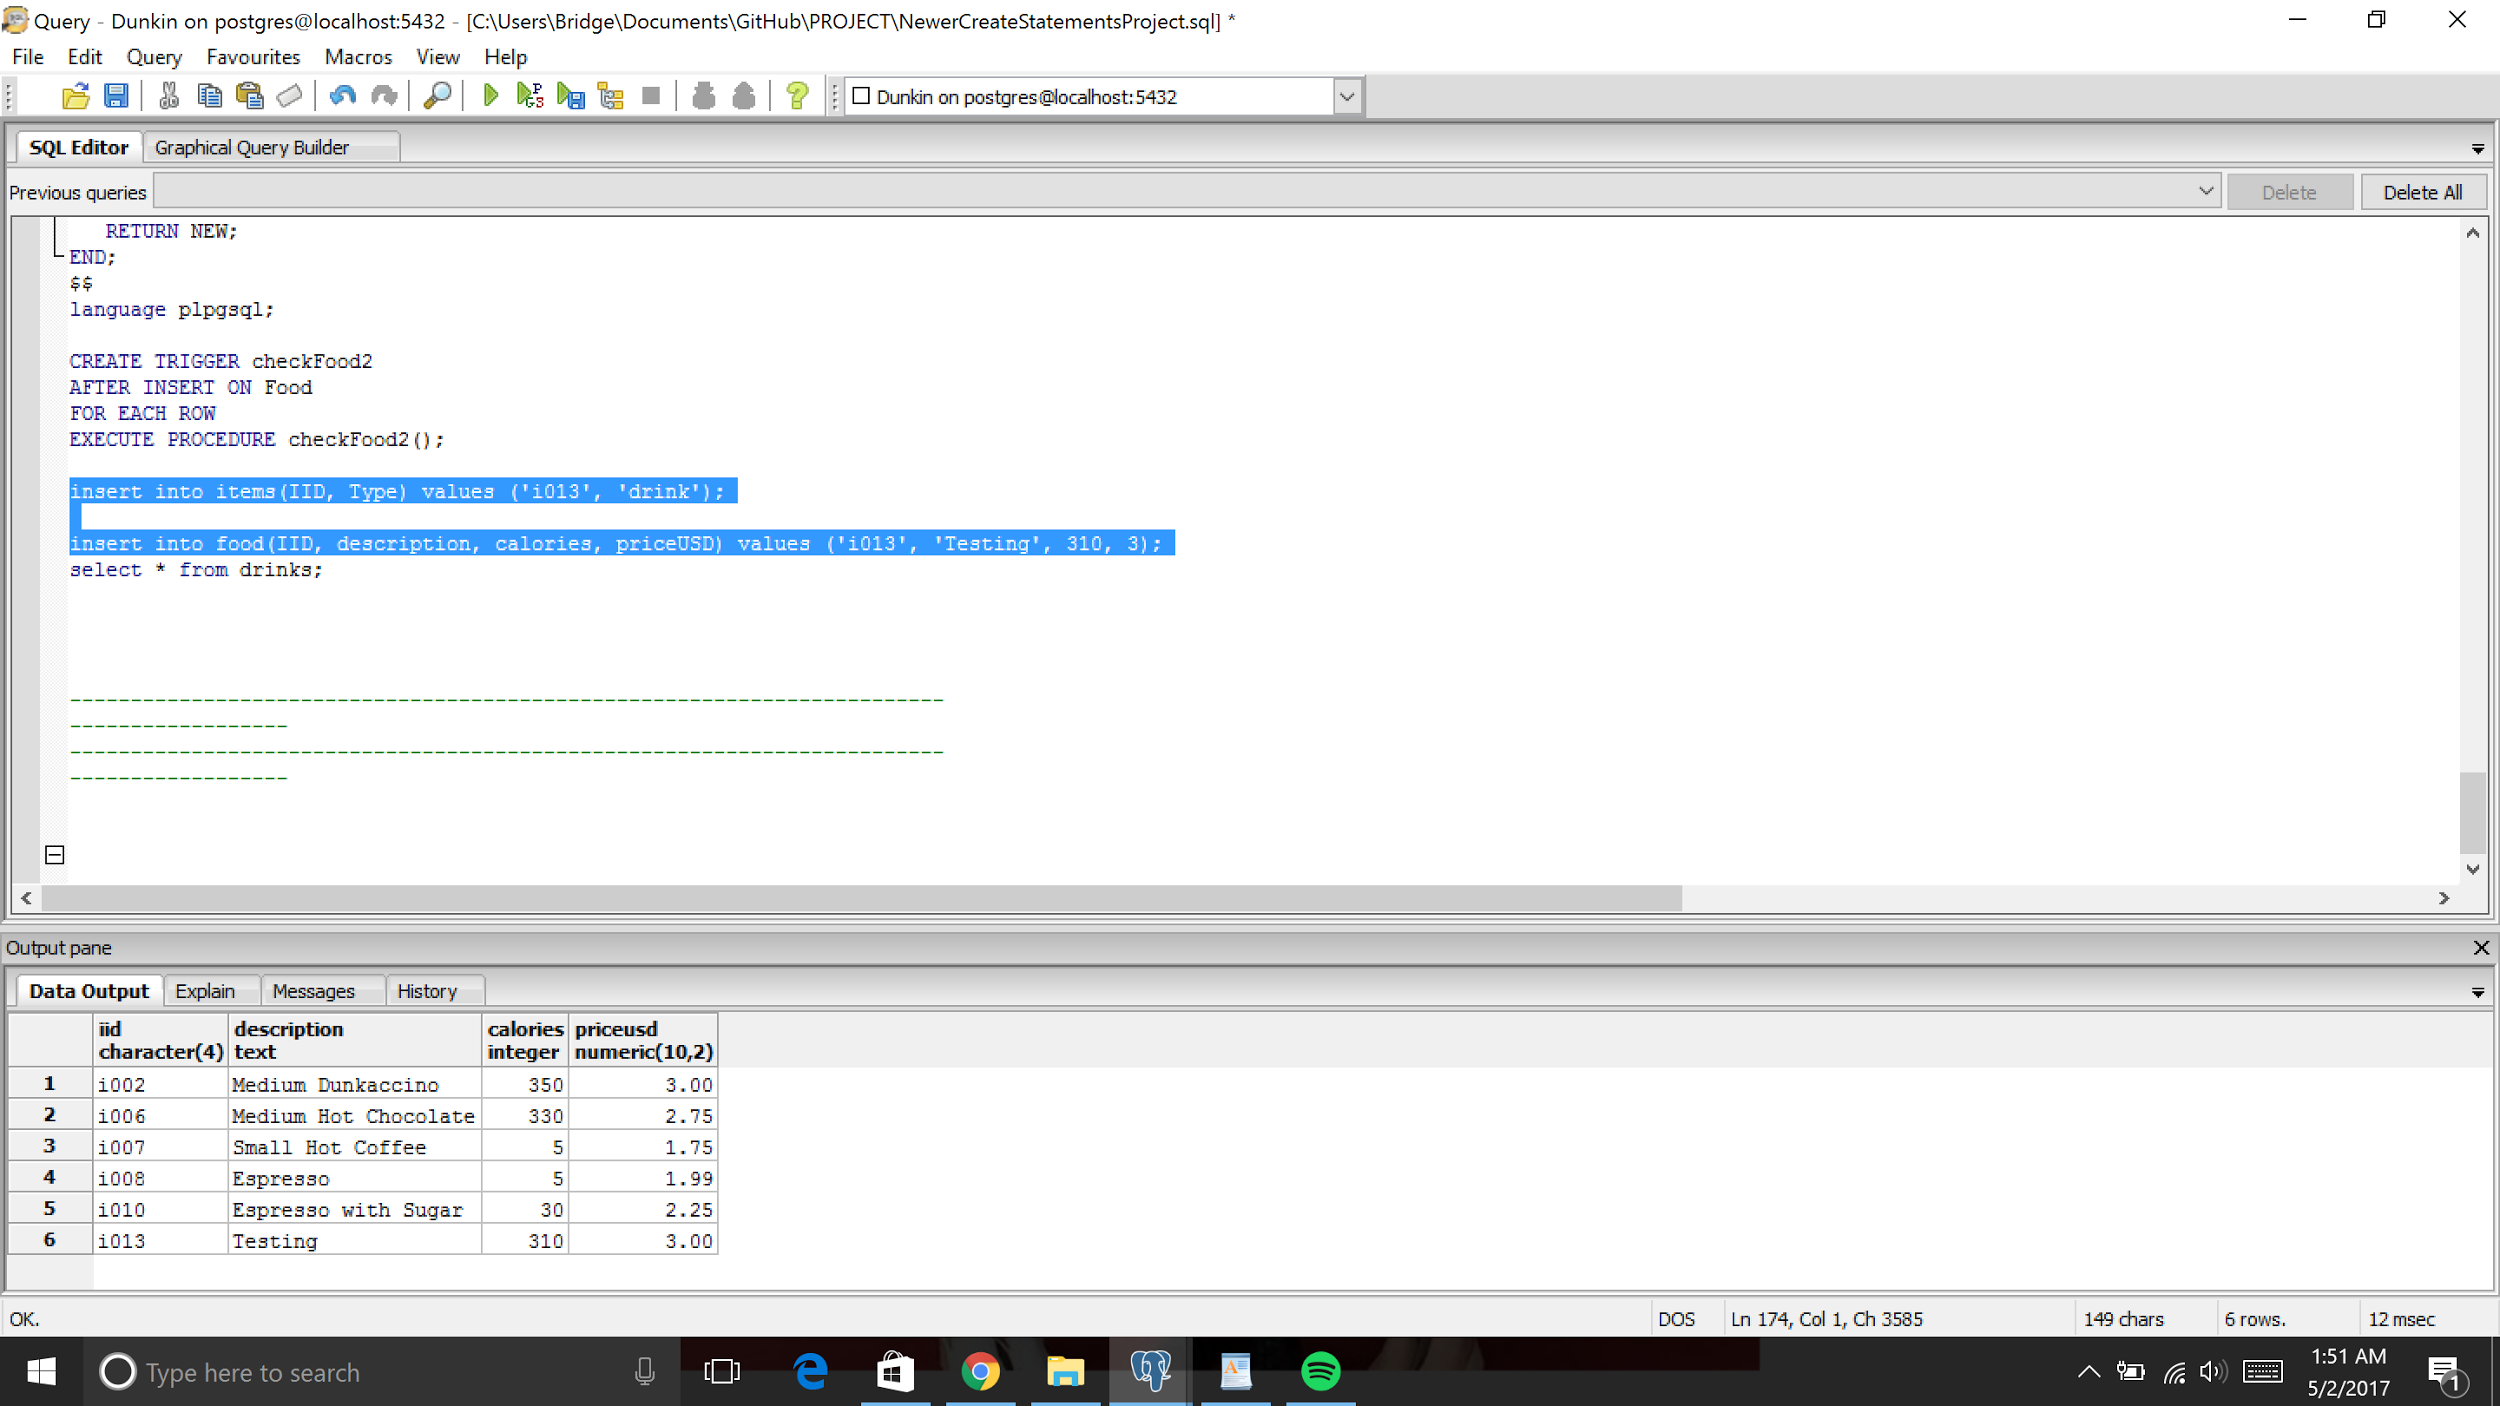 Query - Dunkin on postgres@localhost:5432 - [C:\Users\Bridge\Documents\GitHub\PROJECT\NewerCreateStatementsProject.sql] *
File Edit Query Favourites Macros View Help
Dunkin on postgres@localhost:5432
SQL Editor Graphical Query Builder
Previous queries Delete Delete All
RETURN NEW;
END;
$$
language plpgsql;
CREATE TRIGGER checkFood2
AFTER INSERT ON Food
FOR EACH ROW
EXECUTE PROCEDURE checkFood2();
insert into items(IID, Type) values ('i013', 'drink');
insert into food(IID, description, calories, priceUSD) values ('i013', 'Testing', 310, 3);
select * from drinks;
------------------------------------------------------------------------
------------------
------------------------------------------------------------------------
------------------
Output pane
Data Output Explain Messages History
iid description calories priceusd
character(4) text integer numeric(10,2)
1 i002 Medium Dunkaccino 350 3.00
2 i006 Medium Hot Chocolate 330 2.75
3 i007 Small Hot Coffee 5 1.75
4 i008 Espresso 5 1.99
5 i010 Espresso with Sugar 30 2.25
6 i013 Testing 310 3.00
OK. DOS Ln 174, Col 1, Ch 3585 149 chars 6 rows. 12 msec
Type here to search
1:51 AM
5/2/2017
1